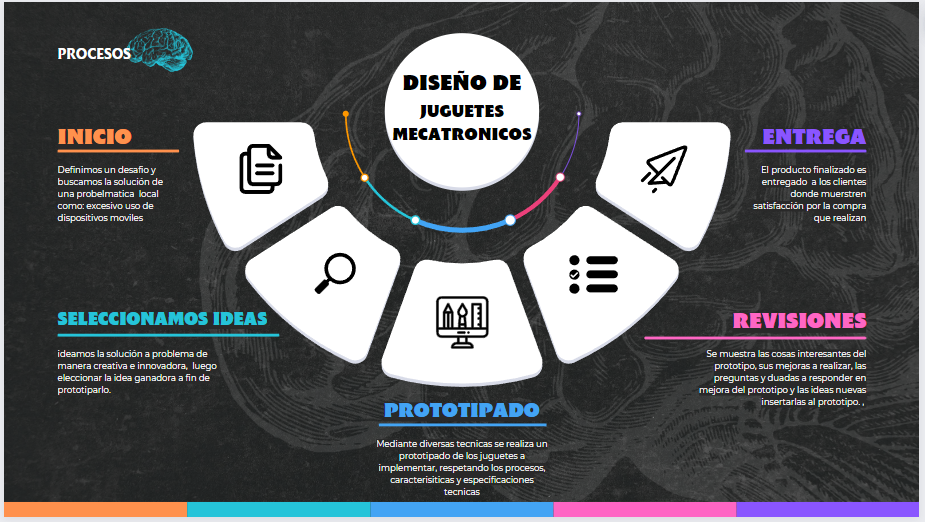 PROCESOS
DISEÑO DE
JUGUETES
MECATRONICOS
INICIO
Definimos un desafio y
buscamos la solución de
una probelmatica local
como: excesivo uso de
dispositivos moviles
SELECCIONAMOS IDEAS
ideamos la solución a problema de
manera creativa e innovadora, luego
eleccionar la idea ganadora a fin de
prototiparlo.
PROTOTIPADO
Mediante diversas tecnicas se realiza un
prototipado de los juguetes a
implementar, respetando los procesos,
caracterisiticas y especificaciones
tecnicas
REVISIONES
Se muestra las cosas interesantes del
prototipo, sus mejoras a realizar, las
preguntas y duadas a responder en
mejora del prototipo y las ideas nuevas
insertarlas al prototipo. ,
ENTREGA
El producto finalizado es
entregado a los clientes
donde muerstren
satisfacción por la compra
que realizan